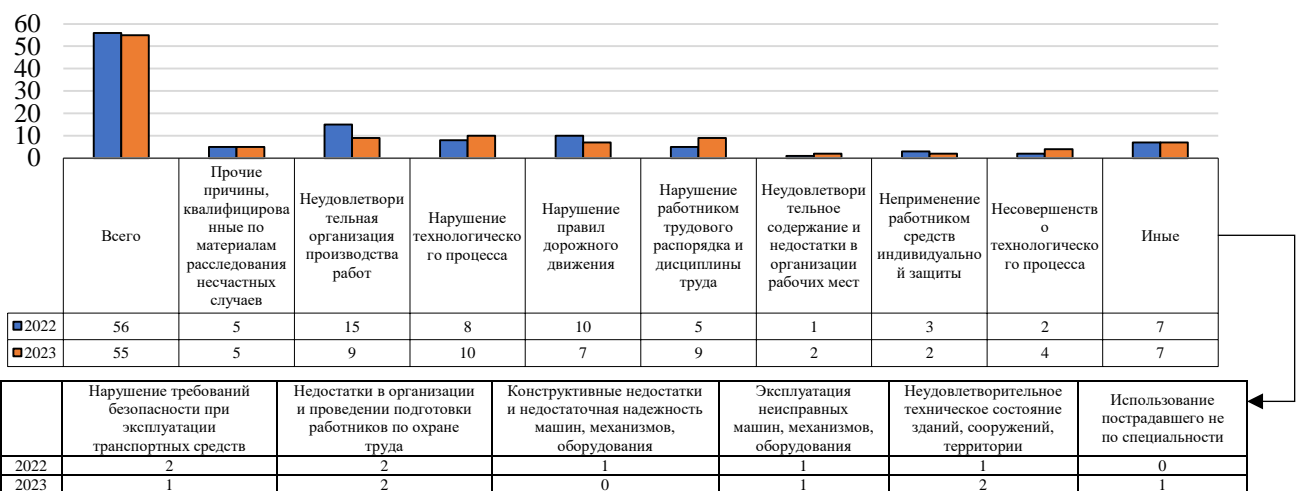 60
50
40
30
20
10
0
Всего
Прочие
причины,
квалифицирова
нные по
материалам
расследования
несчастных
случаев
Неудовлетвори
тельная
организация
производства
работ
Нарушение
технологическо
го процесса
Нарушение
правил
дорожного
движения
Нарушение
работником
трудового
распорядка и
дисциплины
труда
Неудовлетвори
тельное
содержание и
недостатки в
организации
рабочих мест
Неприменение
работником
средств
индивидуально
й защиты
Несовершенств
о
технологическо
го процесса
Иные
2022 56 5 15 8 10 5 1 3 2 7
2023 55 5 9 10 7 9 2 2 4 7
Нарушение требований
безопасности при
эксплуатации
транспортных средств
Недостатки в организации
и проведении подготовки
работников по охране
труда
Конструктивные недостатки
и недостаточная надежность
машин, механизмов,
оборудования
Эксплуатация
неисправных
машин, механизмов,
оборудования
Неудовлетворительное
техническое состояние
зданий, сооружений,
территории
Использование
пострадавшего не
по специальности
2022 2 2 1 1 1 0
2023 1 2 0 1 2 1